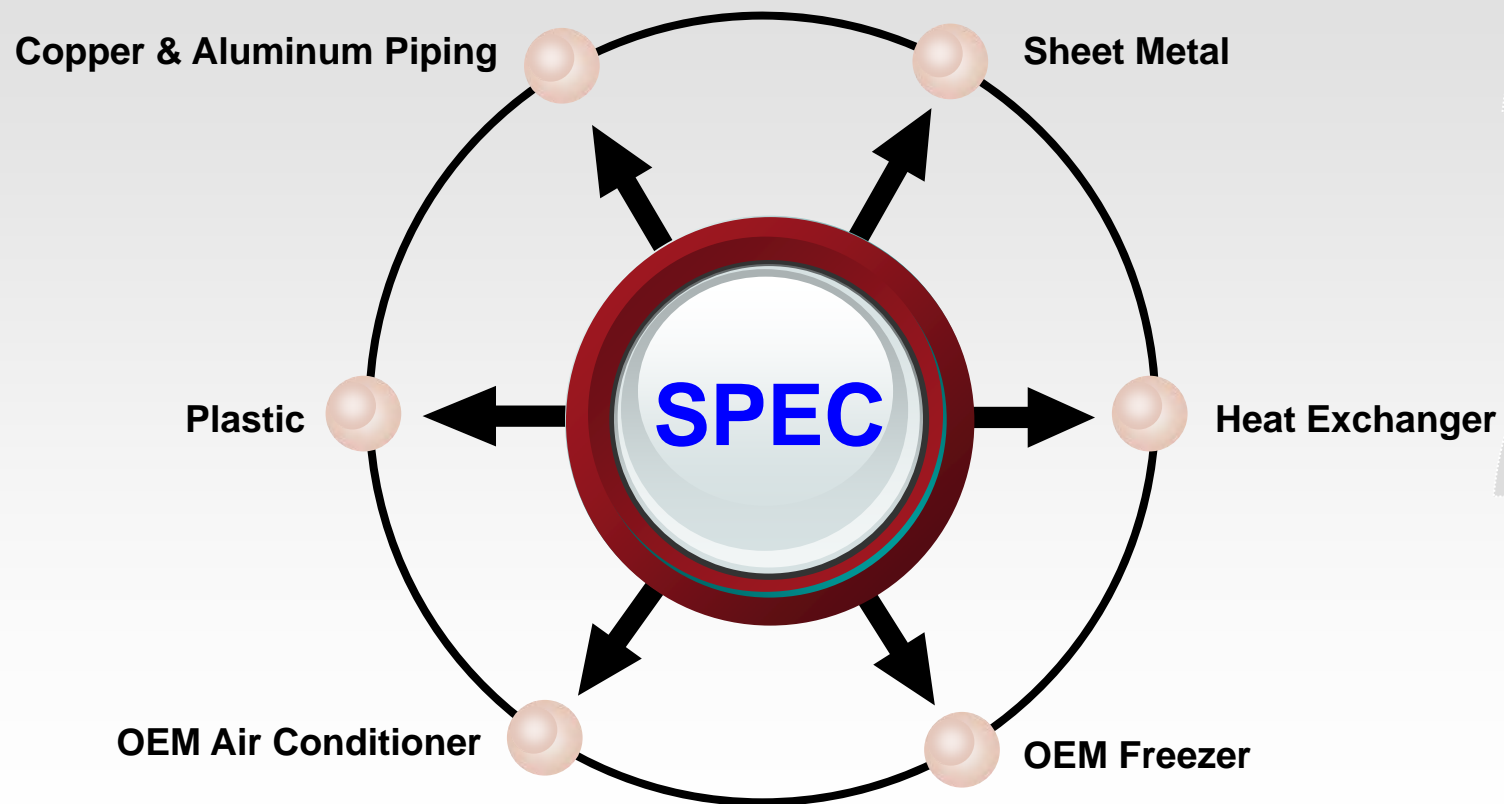 Copper & Aluminum Piping
Sheet Metal
Plastic
SPEC
Heat Exchanger
OEM Air Conditioner
OEM Freezer